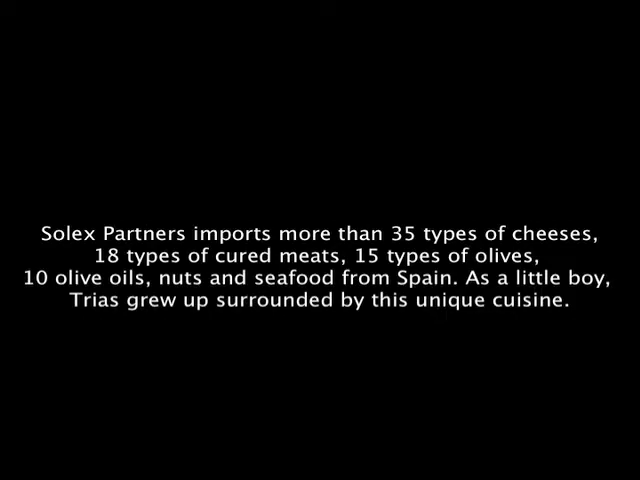 Solex Partners imports more than 35 types of cheeses,
18 types of cured meats, 15 types of olives,
10 olive oils, nuts and seafood from Spain. As a little boy,
Trias grew up surrounded by this unique cuisine.